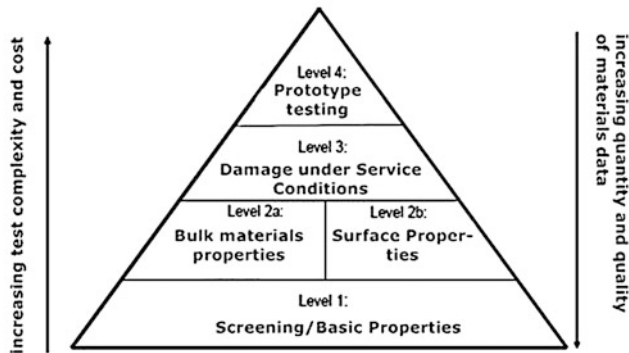 increasing test complexity and cost
Level 4:
Prototype
testing
Level 3:
Damage under Service
Conditions
Level 2a:
Bulk materials
properties
Level 2b:
Surface Proper-
ties
Level 1:
Screening/Basic Properties
increasing quantity and quality
of materials data